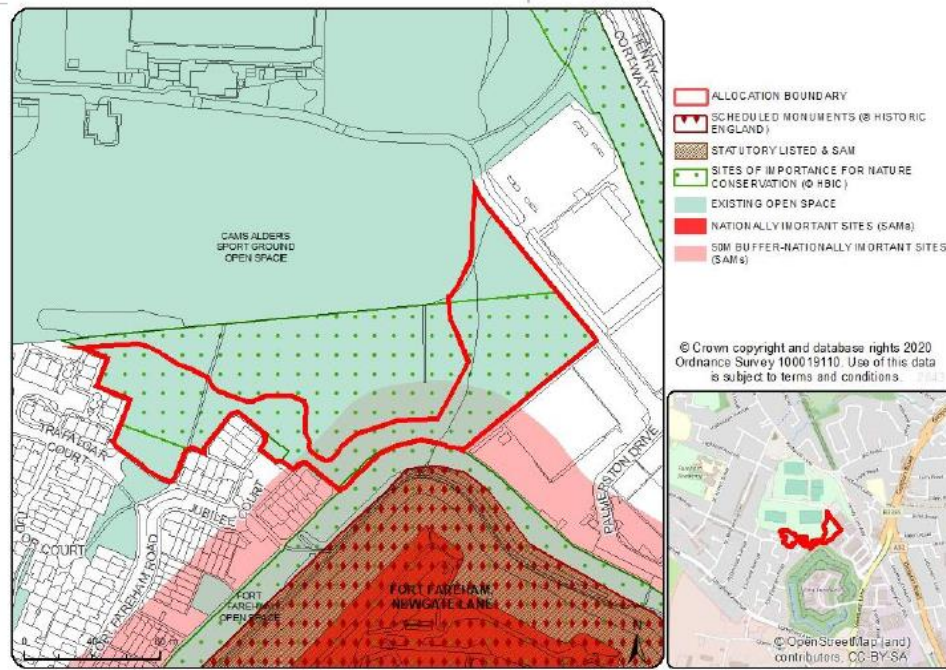 HENRY
CORT WAY
CAMS ALDERS
SPORT GROUND
OPEN SPACE
TRAFALGAR
COURT
JUBILEE COURT
COURT
FAREHAM ROAD
PALMERSTON DRIVE
FORT
FAREHAM
OPEN SPACE
FORT FAREHAM,
NEWGATE LANE
0
N
ALLOCATION BOUNDARY
SCHEDULED MONUMENTS (© HISTORIC
ENGLAND)
STATUTORY LISTED & SAM
SITES OF IMPORTANCE FOR NATURE
CONSERVATION (© HBIC)
EXISTING OPEN SPACE
NATIONALLY IMORTANT SITES (SAMs)
50M BUFFER-NATIONALLY IMORTANT SITES
(SAMs)
© Crown copyright and database rights 2020
Ordnance Survey 100019110. Use of this data
is subject to terms and conditions.
A32
© OpenStreetMap (and)
contributors, CC-BY-SA